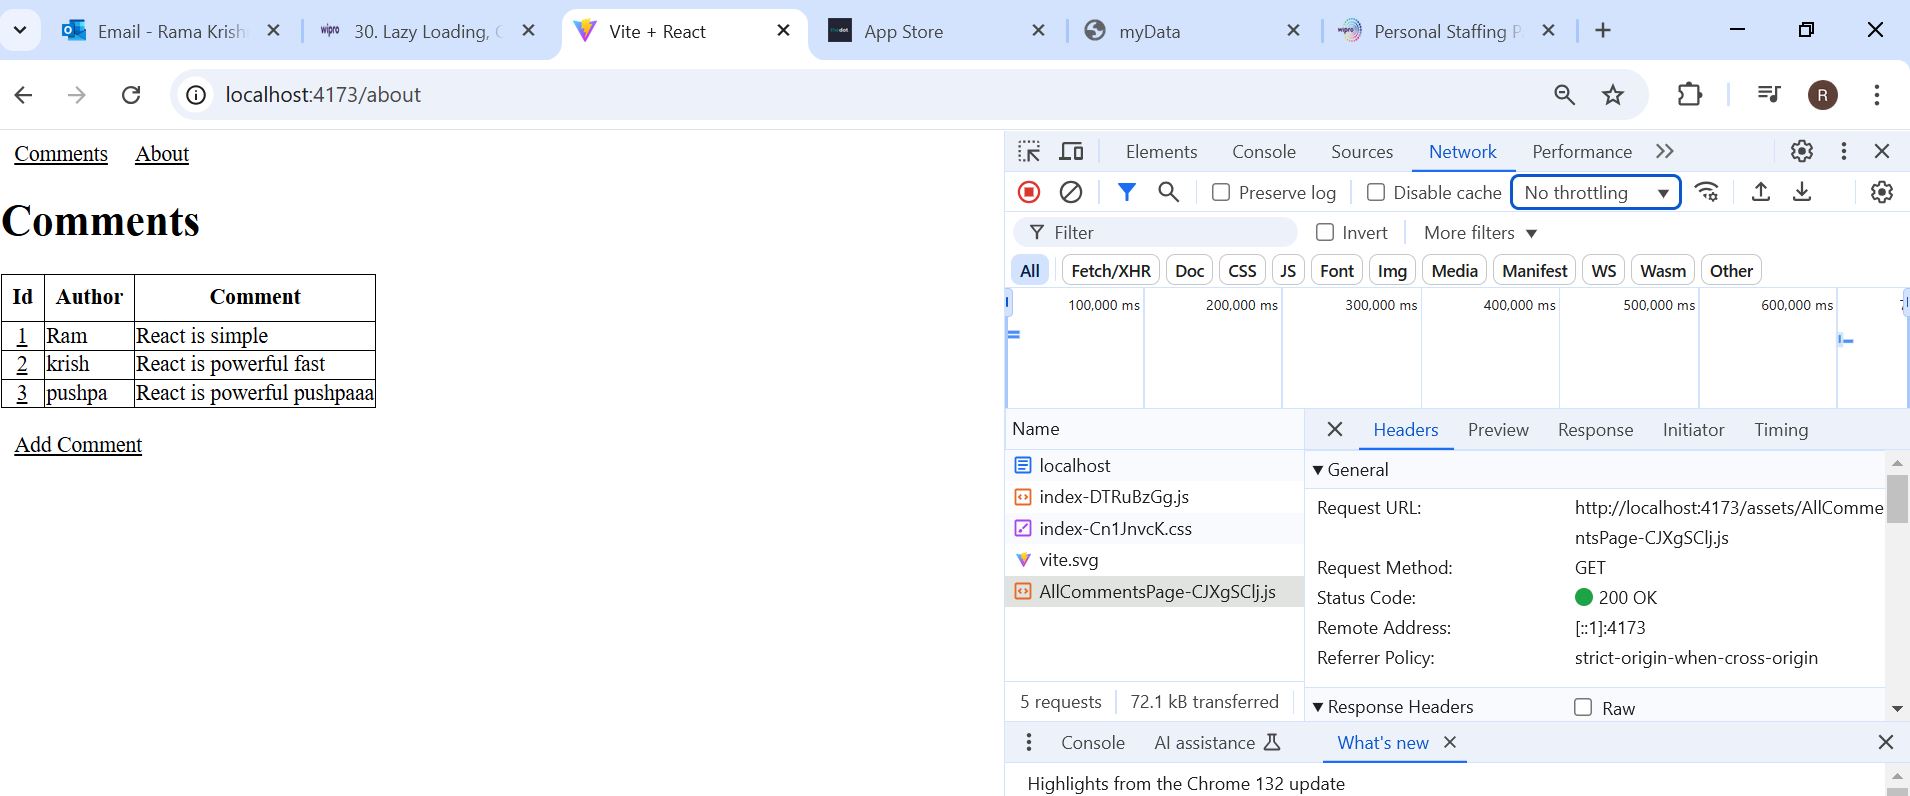 Email - Rama Krish
wipro 30. Lazy Loading, C
Vite + React
App Store
myData
wipro Personal Staffing P
localhost:4173/about
R
Comments About
Comments
Id Author Comment
1 Ram React is simple
2 krish React is powerful fast
3 pushpa React is powerful pushpaaa
Add Comment
Elements Console Sources Network Performance
Preserve log Disable cache No throttling
Filter Invert More filters
All Fetch/XHR Doc CSS JS Font Img Media Manifest WS Wasm Other
100,000 ms 200,000 ms 300,000 ms 400,000 ms 500,000 ms 600,000 ms
Name
localhost
index-DTRuBzGg.js
index-Cn1JnvcK.css
vite.svg
AllCommentsPage-CJXgSClj.js
5 requests 72.1 kB transferred
Headers Preview Response Initiator Timing
General
Request URL: http://localhost:4173/assets/AllComme
ntsPage-CJXgSClj.js
Request Method: GET
Status Code: 200 OK
Remote Address: [::1]:4173
Referrer Policy: strict-origin-when-cross-origin
Response Headers Raw
Console AI assistance What's new
Highlights from the Chrome 132 update